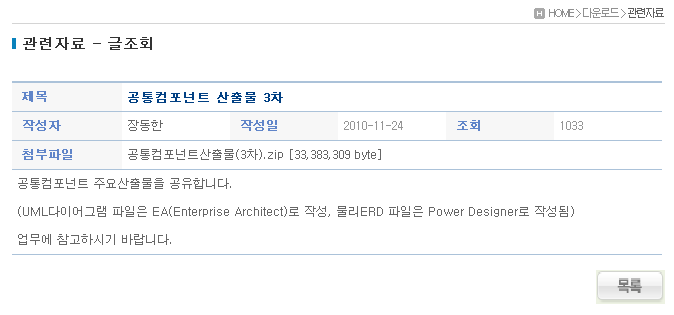 H HOME > 다운로드 > 관련자료
관련자료 - 글조회
제목 공통컴포넌트 산출물 3차
작성자 장동한 작성일 2010-11-24 조회 1033
첨부파일 공통컴포넌트산출물(3차).zip [33,383,309 byte]
공통컴포넌트 주요산출물을 공유합니다.
(UML다이어그램 파일은 EA(Enterprise Architect)로 작성, 물리ERD 파일은 Power Designer로 작성됨)
업무에 참고하시기 바랍니다.
목록